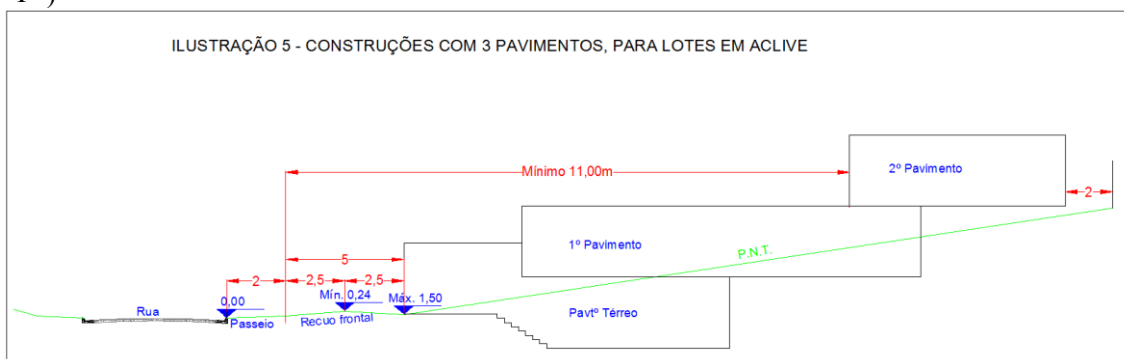 ILUSTRAÇÃO 5 - CONSTRUÇÕES COM 3 PAVIMENTOS, PARA LOTES EM ACLIVE
2º Pavimento
Mínimo 11,00m
2
1º Pavimento
P.N.T.
5
2
2,5
2,5
0,00
Mín. 0,24
Máx. 1,50
Rua
Passeio
Recuo frontal
Pavtº Térreo